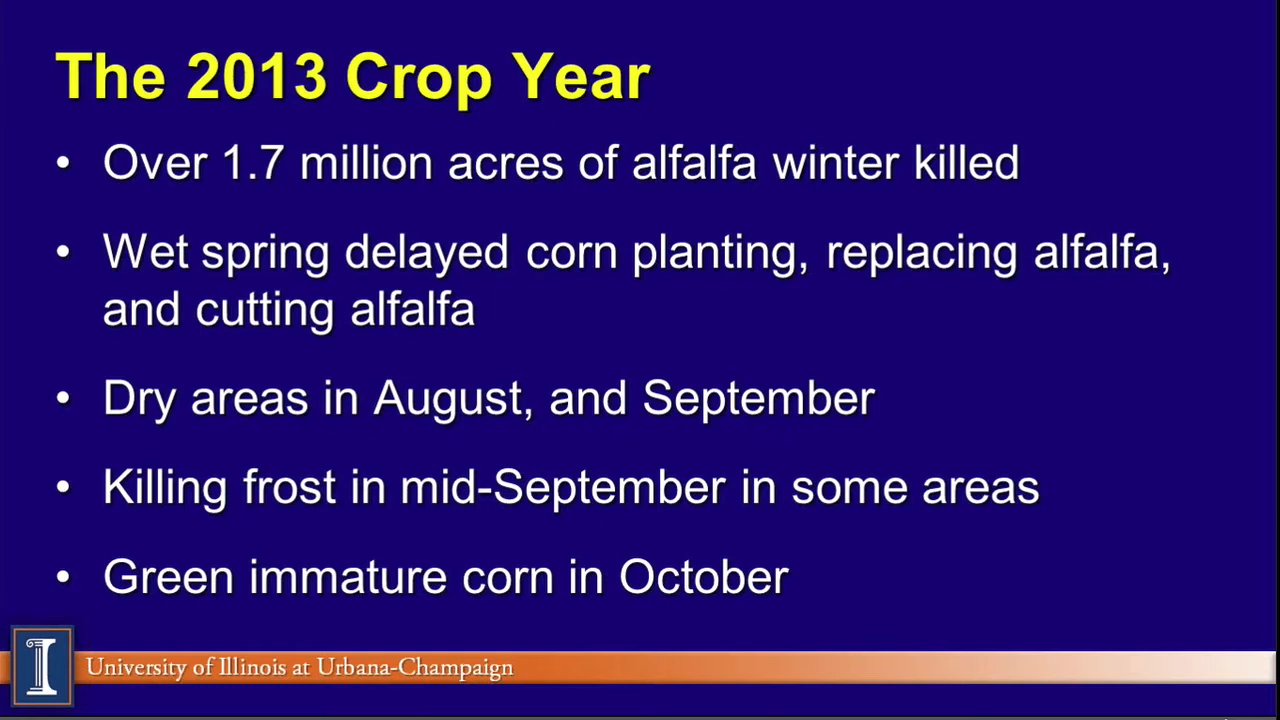 The 2013 Crop Year
• Over 1.7 million acres of alfalfa winter killed
• Wet spring delayed corn planting, replacing alfalfa,
and cutting alfalfa
• Dry areas in August, and September
• Killing frost in mid-September in some areas
• Green immature corn in October
I University of Illinois at Urbana-Champaign